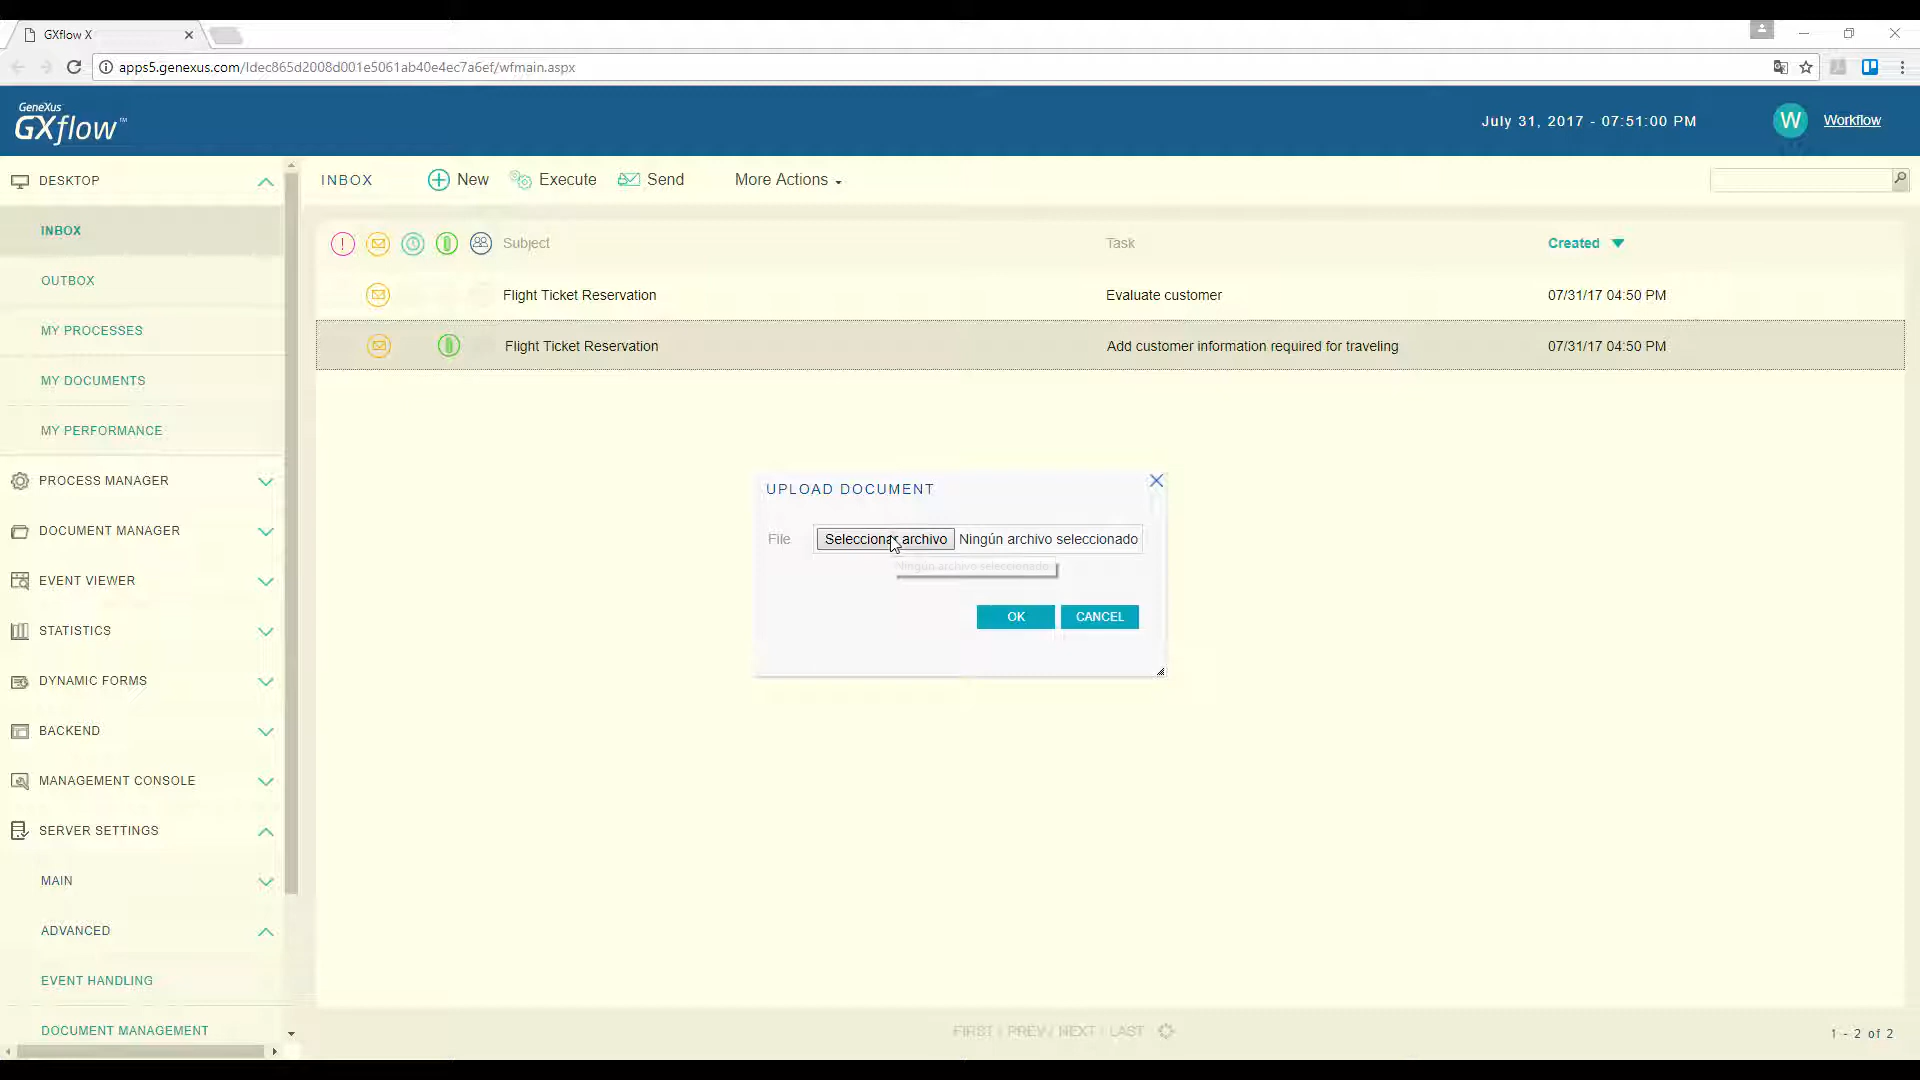 GXflow X
apps5.genexus.com/Idec865d2008d001e5061ab40e4ec7a6ef/wfmain.aspx
GeneXus
GXflow™
July 31, 2017 - 07:51:00 PM
W
Workflow
DESKTOP
INBOX
OUTBOX
MY PROCESSES
MY DOCUMENTS
MY PERFORMANCE
PROCESS MANAGER
DOCUMENT MANAGER
EVENT VIEWER
STATISTICS
DYNAMIC FORMS
BACKEND
MANAGEMENT CONSOLE
SERVER SETTINGS
MAIN
ADVANCED
EVENT HANDLING
DOCUMENT MANAGEMENT
INBOX New Execute Send More Actions
Subject Task Created
Flight Ticket Reservation Evaluate customer 07/31/17 04:50 PM
Flight Ticket Reservation Add customer information required for traveling 07/31/17 04:50 PM
UPLOAD DOCUMENT
File Seleccionar archivo Ningún archivo seleccionado
Ningún archivo seleccionado
OK CANCEL
FIRST / PREV / NEXT / LAST
1 - 2 of 2